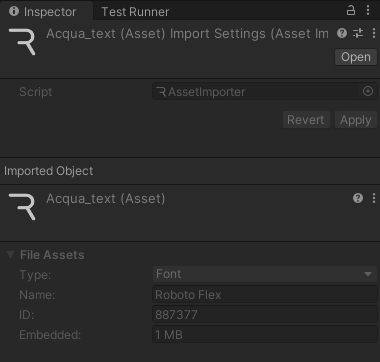 Inspector Test Runner
Acqua_text (Asset) Import Settings (Asset Im
Open
Script AssetImporter
Revert Apply
Imported Object
Acqua_text (Asset)
File Assets
Type: Font
Name: Roboto Flex
ID: 887377
Embedded: 1 MB